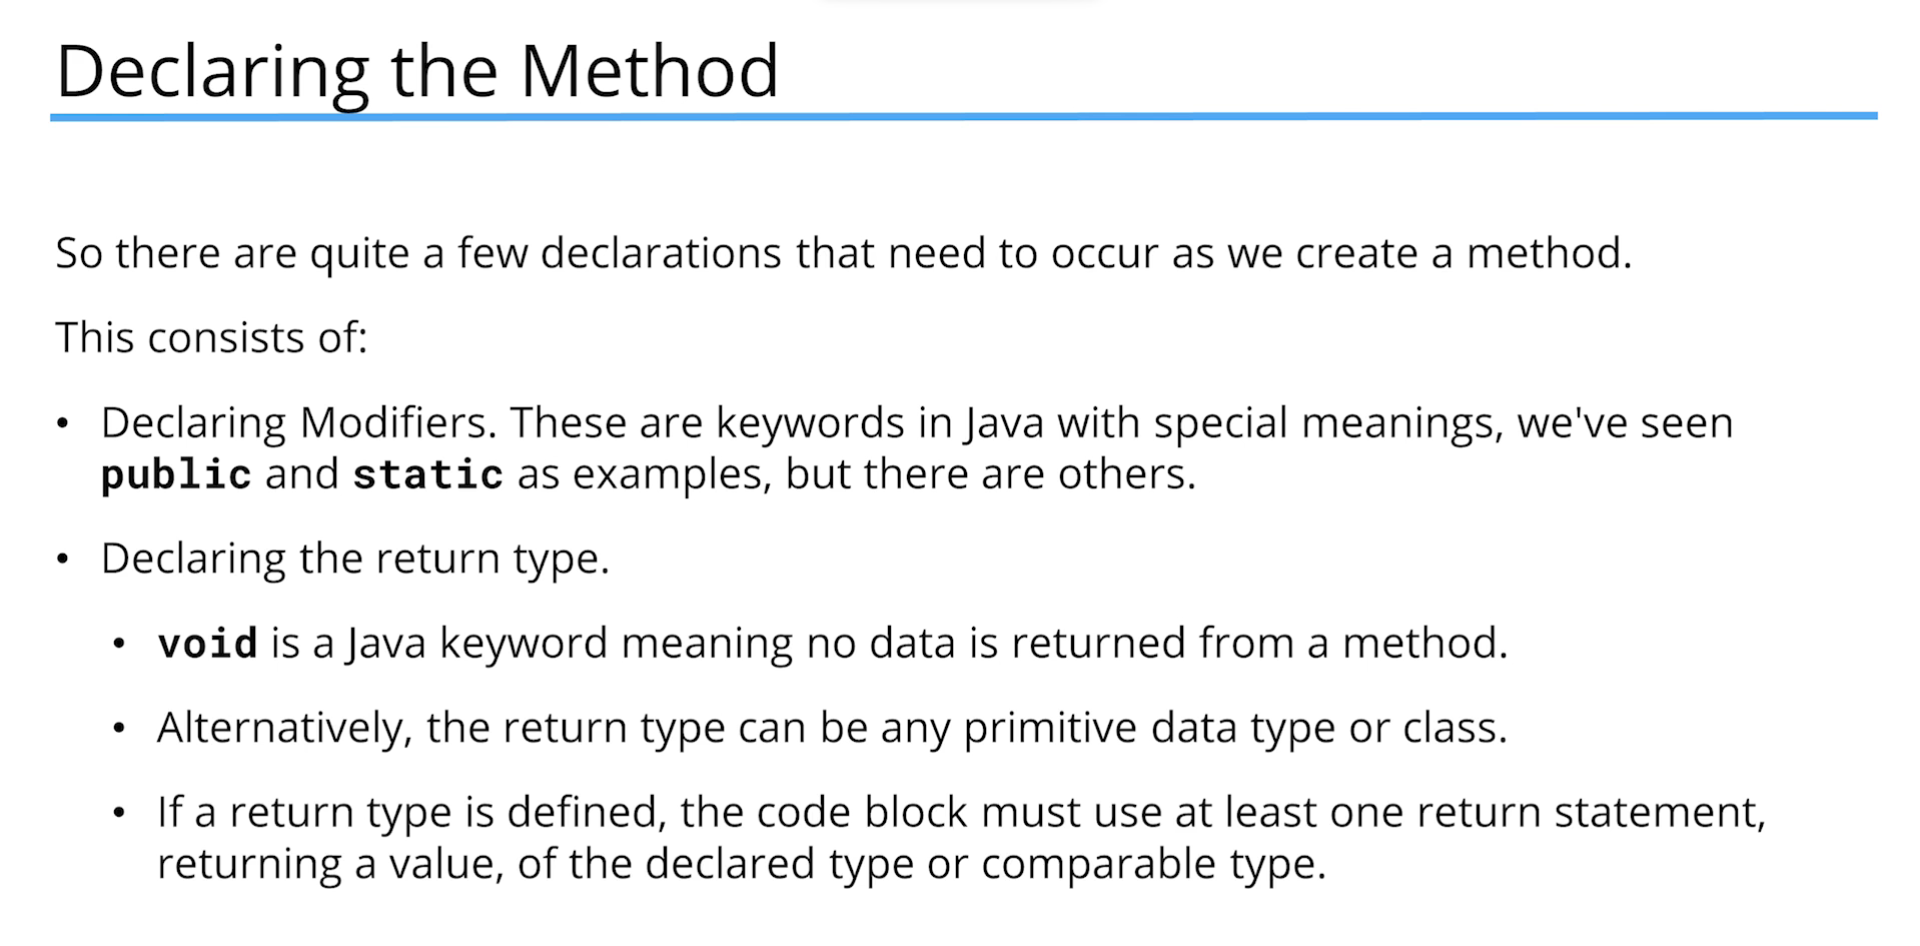 Declaring the Method
So there are quite a few declarations that need to occur as we create a method.
This consists of:
• Declaring Modifiers. These are keywords in Java with special meanings, we've seen
public and static as examples, but there are others.
• Declaring the return type.
• void is a Java keyword meaning no data is returned from a method.
• Alternatively, the return type can be any primitive data type or class.
• If a return type is defined, the code block must use at least one return statement,
returning a value, of the declared type or comparable type.